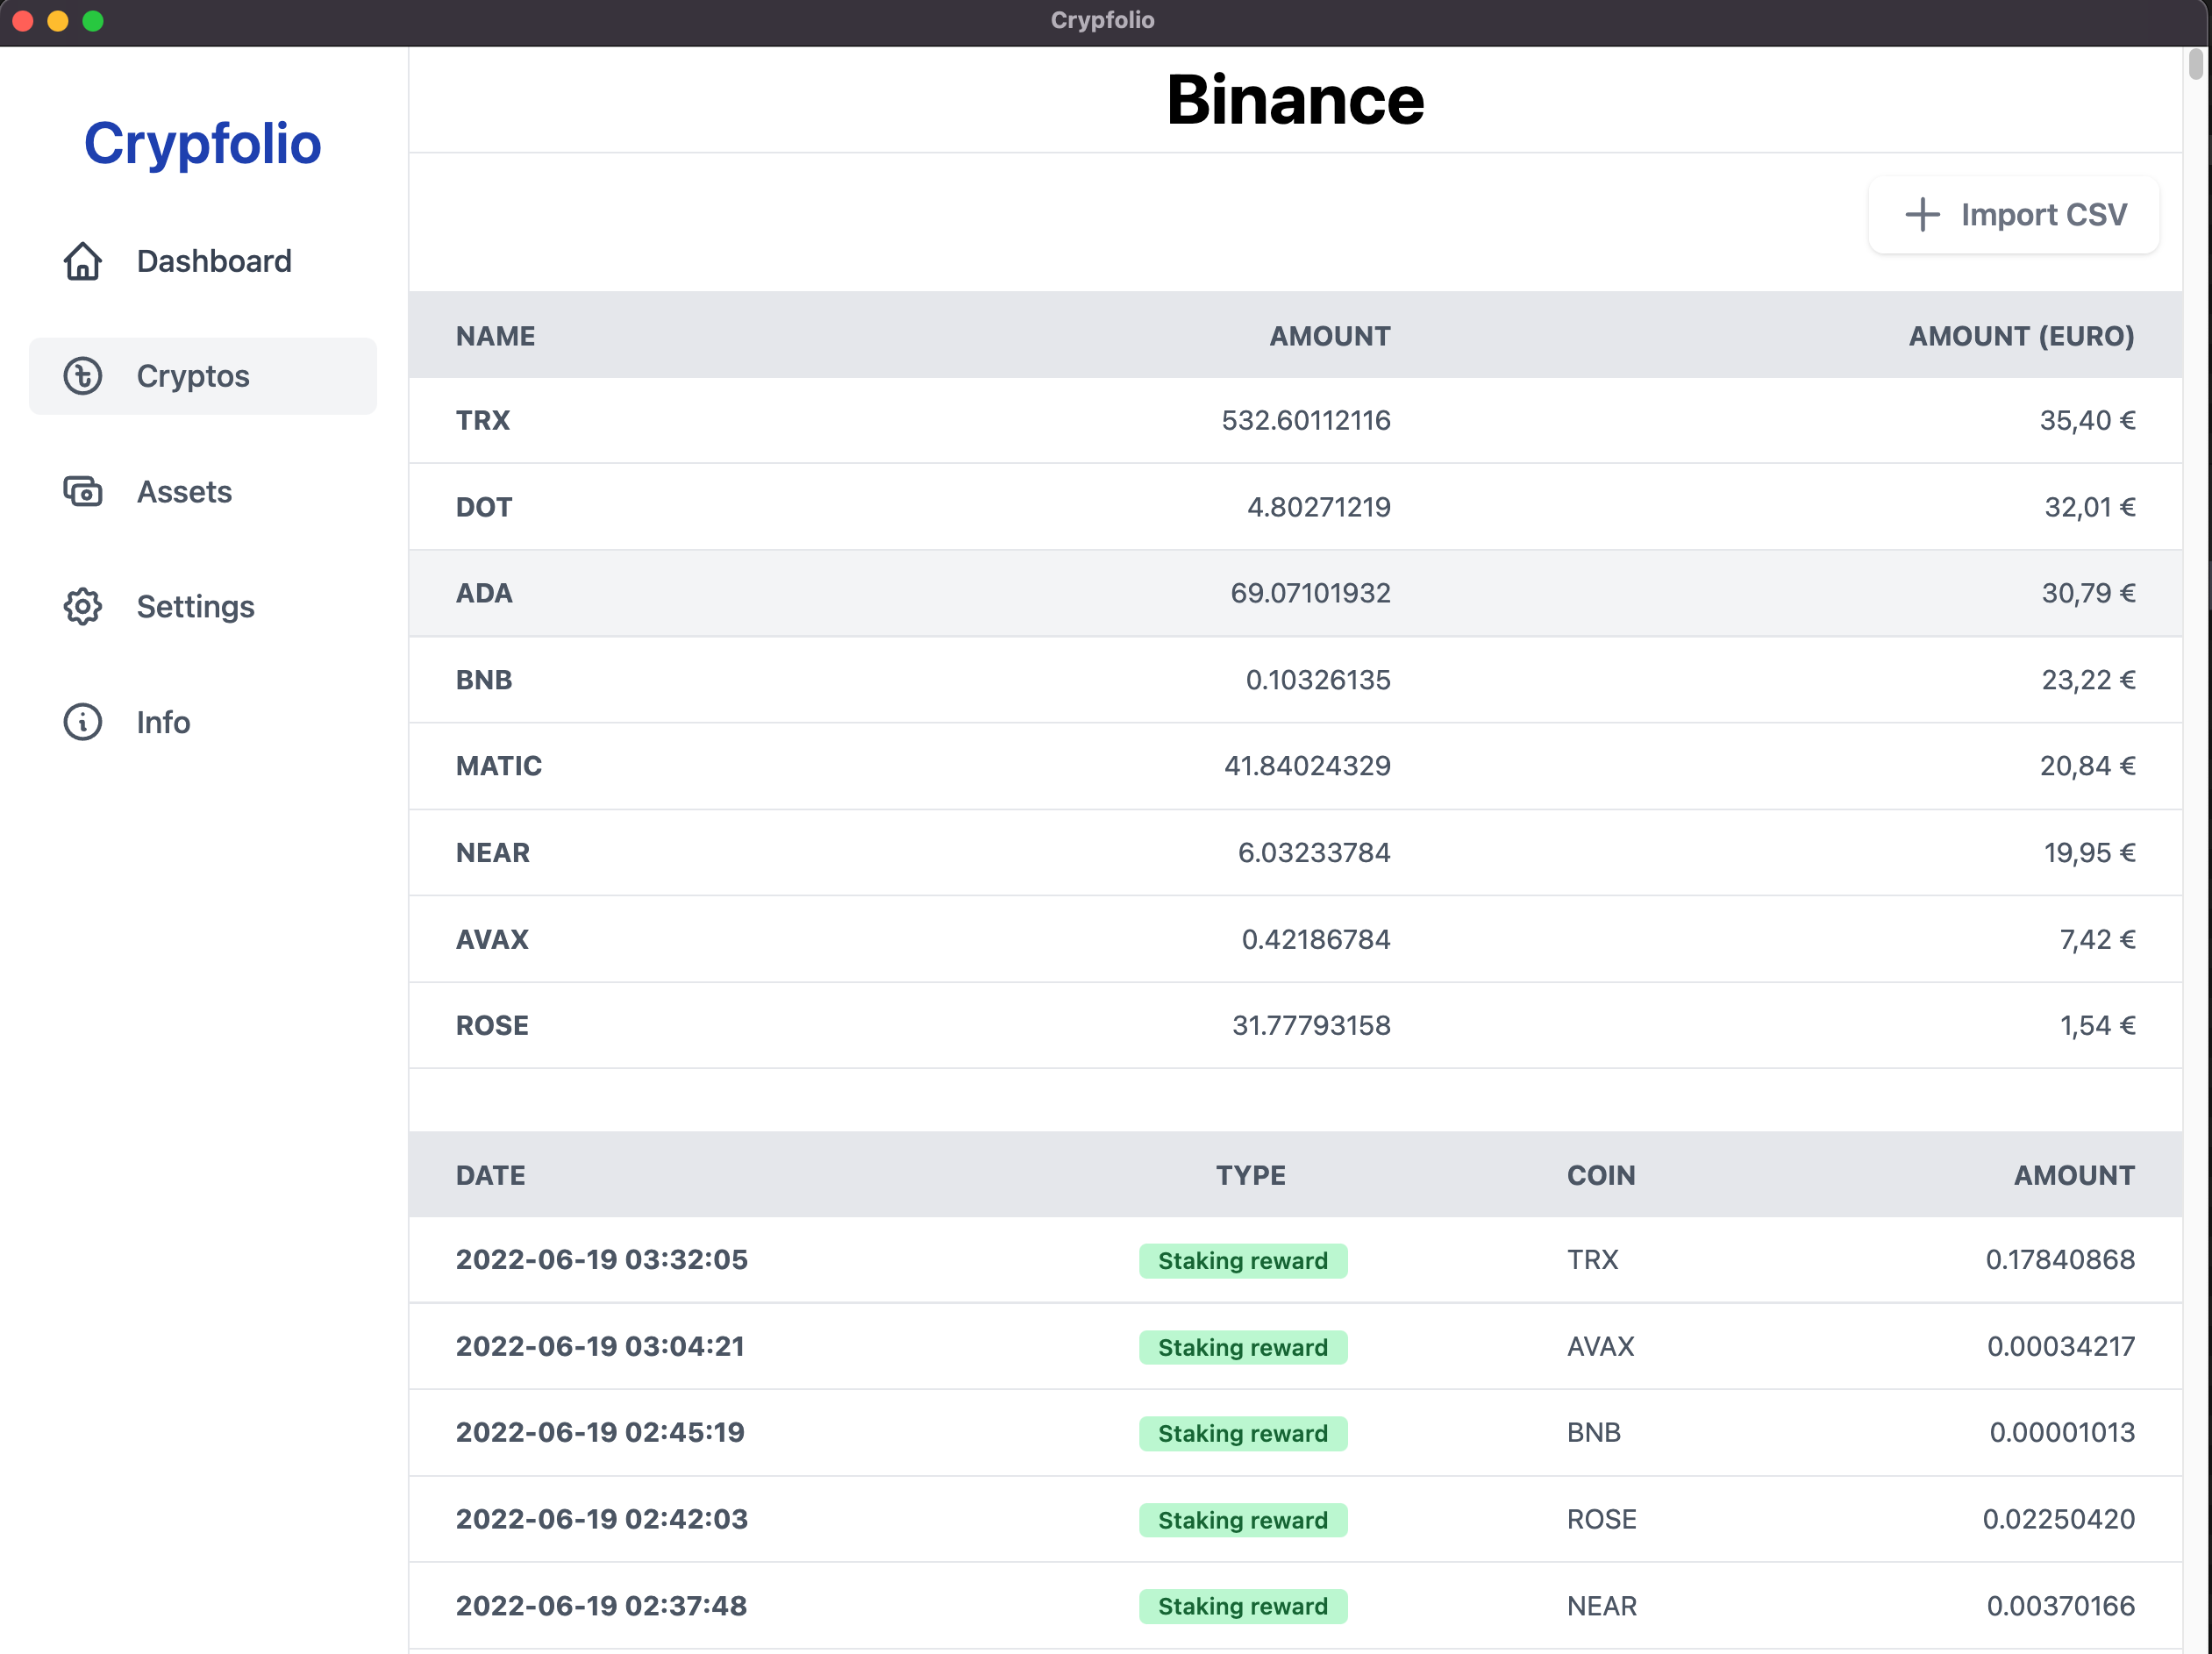 Crypfolio
Crypfolio
Dashboard
Cryptos
Assets
Settings
Info
Binance
Import CSV
NAME AMOUNT AMOUNT (EURO)
TRX 532.60112116 35,40 €
DOT 4.80271219 32,01 €
ADA 69.07101932 30,79 €
BNB 0.10326135 23,22 €
MATIC 41.84024329 20,84 €
NEAR 6.03233784 19,95 €
AVAX 0.42186784 7,42 €
ROSE 31.77793158 1,54 €
DATE TYPE COIN AMOUNT
2022-06-19 03:32:05 Staking reward TRX 0.17840868
2022-06-19 03:04:21 Staking reward AVAX 0.00034217
2022-06-19 02:45:19 Staking reward BNB 0.00001013
2022-06-19 02:42:03 Staking reward ROSE 0.02250420
2022-06-19 02:37:48 Staking reward NEAR 0.00370166